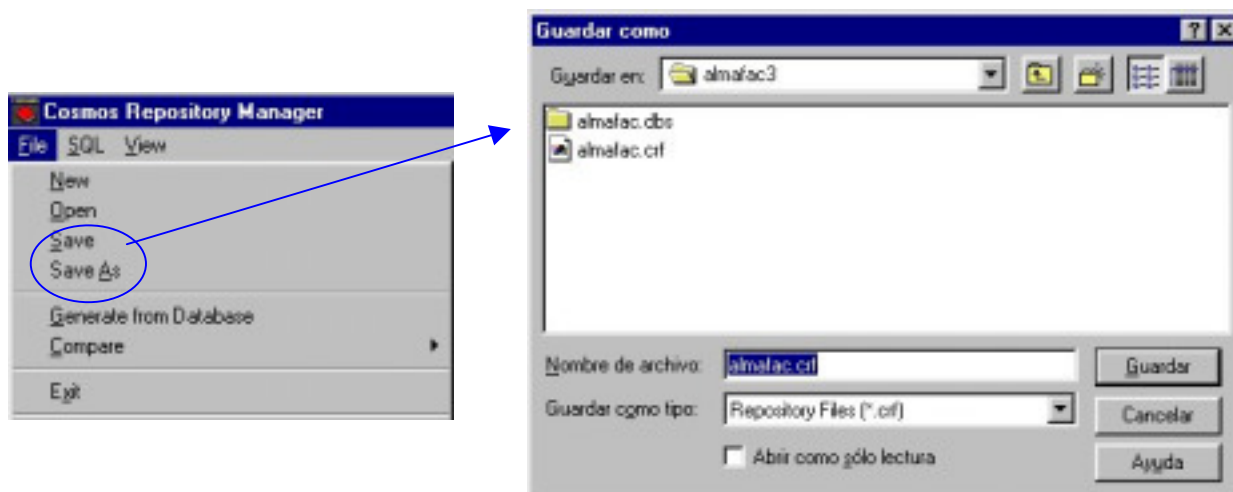 Cosmos Repository Manager
File SQL View
New
Open
Save
Save As
Generate from Database
Compare
Exit
Guardar como
Guardar en: almafac3
almafac.dbs
almafac.crf
Nombre de archivo: almafac.crf Guardar
Guardar como tipo: Repository Files (*.crf) Cancelar
Abrir como sólo lectura Ayuda